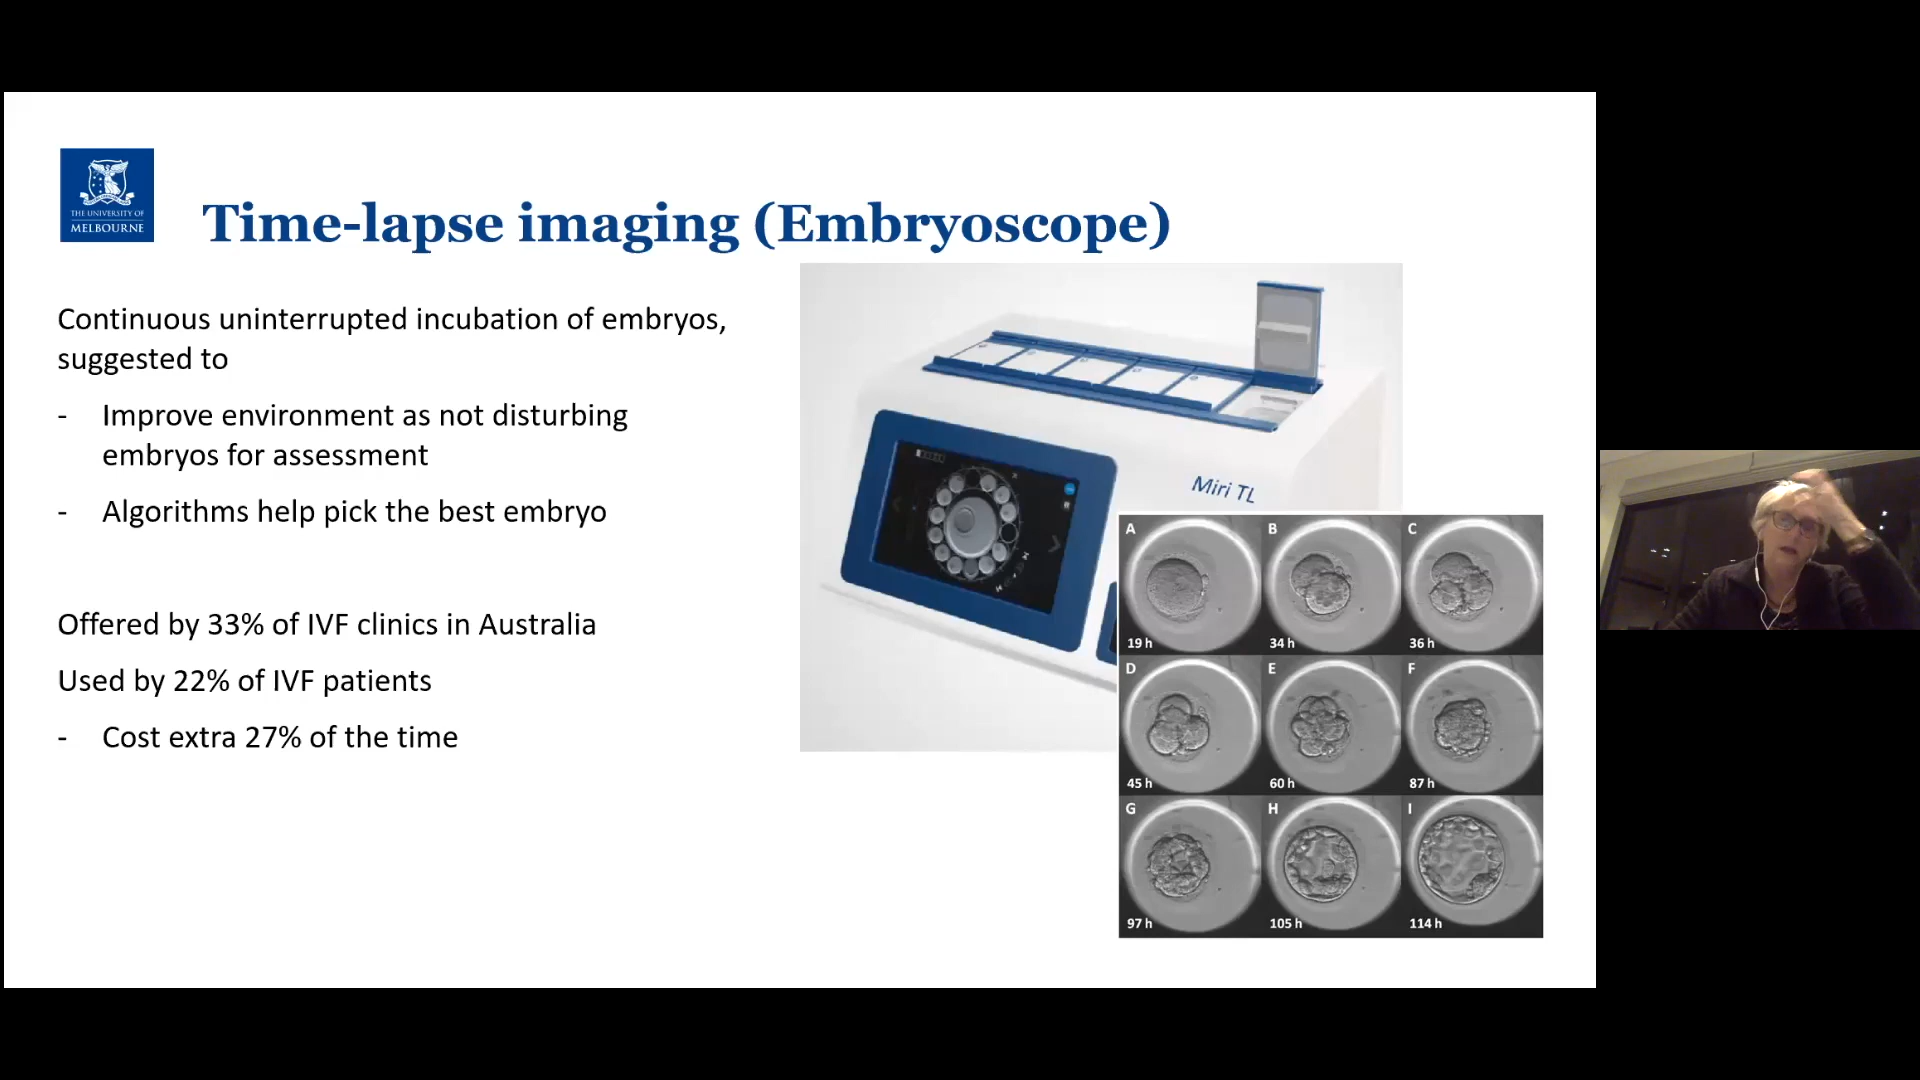 THE UNIVERSITY OF
MELBOURNE
Time-lapse imaging (Embryoscope)
Continuous uninterrupted incubation of embryos,
suggested to
- Improve environment as not disturbing
embryos for assessment
- Algorithms help pick the best embryo
Offered by 33% of IVF clinics in Australia
Used by 22% of IVF patients
- Cost extra 27% of the time
Miri TL
A B C
19 h 34 h 36 h
D E F
45 h 60 h 87 h
G H I
97 h 105 h 114 h